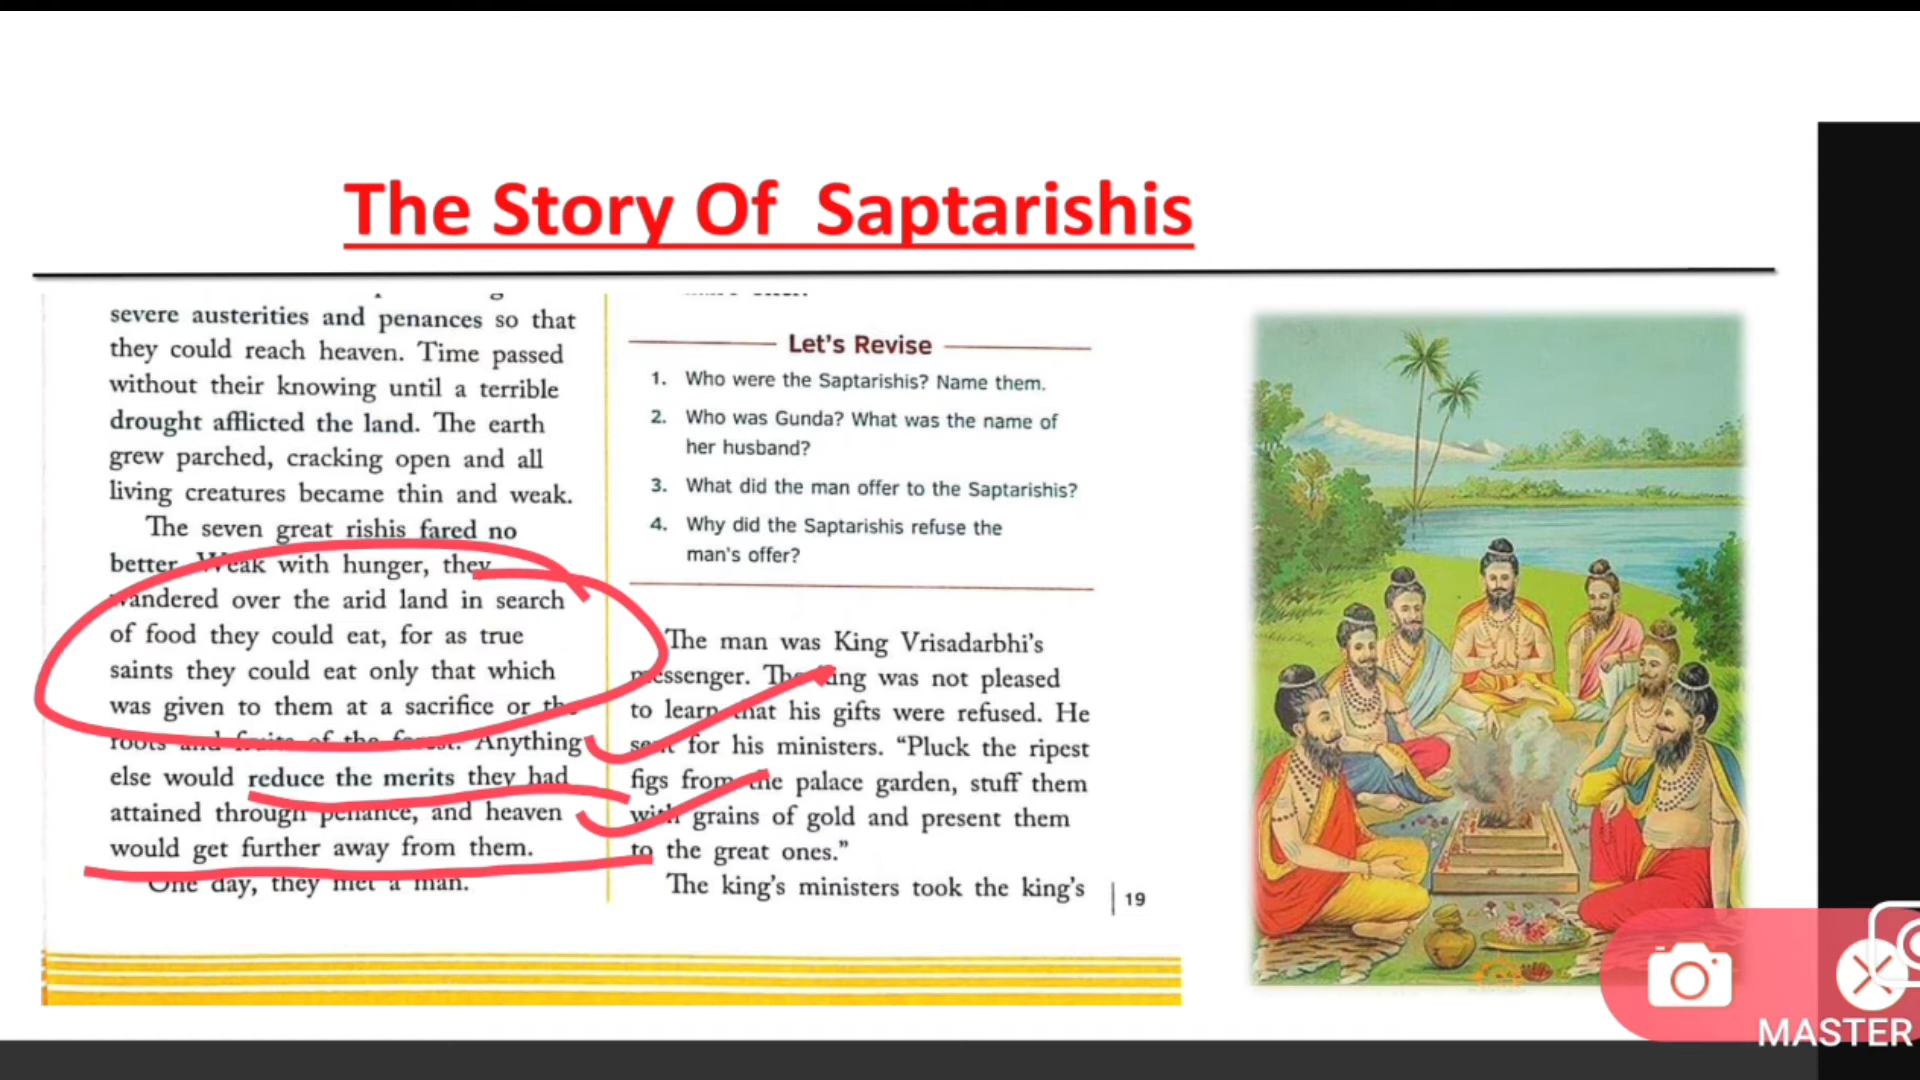 The Story Of Saptarishis
severe austerities and penances so that
they could reach heaven. Time passed
without their knowing until a terrible
drought afflicted the land. The earth
grew parched, cracking open and all
living creatures became thin and weak.
The seven great rishis fared no
better. Weak with hunger, they
wandered over the arid land in search
of food they could eat, for as true
saints they could eat only that which
was given to them at a sacrifice or the
roots and fruits of the forest. Anything
else would reduce the merits they had
attained through penance, and heaven
would get further away from them.
One day, they met a man.
Let's Revise
1. Who were the Saptarishis? Name them.
2. Who was Gunda? What was the name of
her husband?
3. What did the man offer to the Saptarishis?
4. Why did the Saptarishis refuse the
man's offer?
The man was King Vrisadarbhi's
messenger. The king was not pleased
to learn that his gifts were refused. He
sent for his ministers. “Pluck the ripest
figs from the palace garden, stuff them
with grains of gold and present them
to the great ones.”
The king's ministers took the king's
19
MASTER